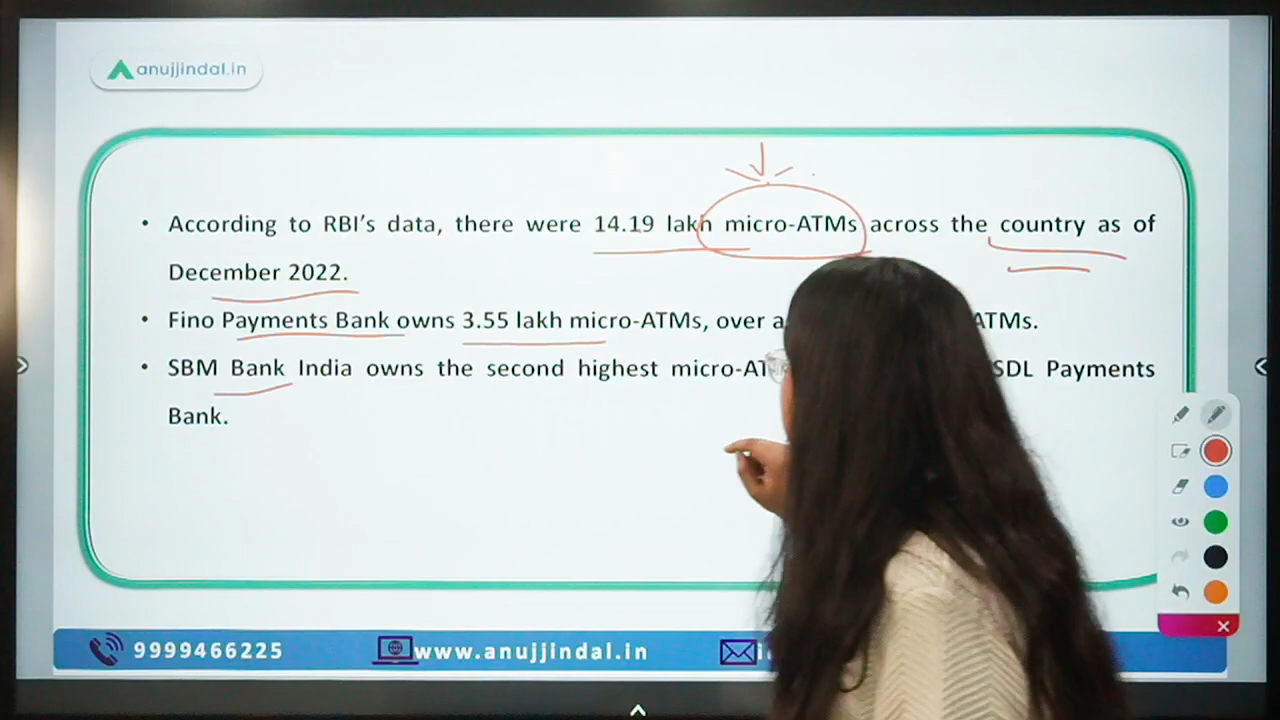 anujjindal.in
• According to RBI’s data, there were 14.19 lakh micro-ATMs across the country as of
December 2022.
• Fino Payments Bank owns 3.55 lakh micro-ATMs, over ATMs.
• SBM Bank India owns the second highest Payments
Bank.
9999466225 www.anujjindal.in